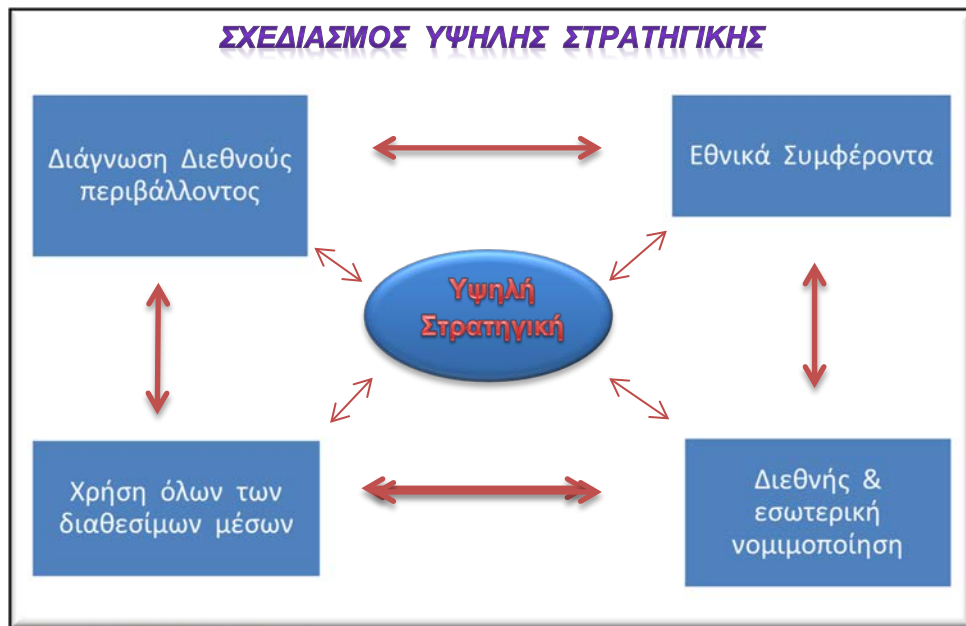 ΣΧΕΔΙΑΣΜΟΣ ΥΨΗΛΗΣ ΣΤΡΑΤΗΓΙΚΗΣ
Διάγνωση Διεθνούς
περιβάλλοντος
Εθνικά Συμφέροντα
Υψηλή
Στρατηγική
Χρήση όλων των
διαθεσίμων μέσων
Διεθνής &
εσωτερική
νομιμοποίηση